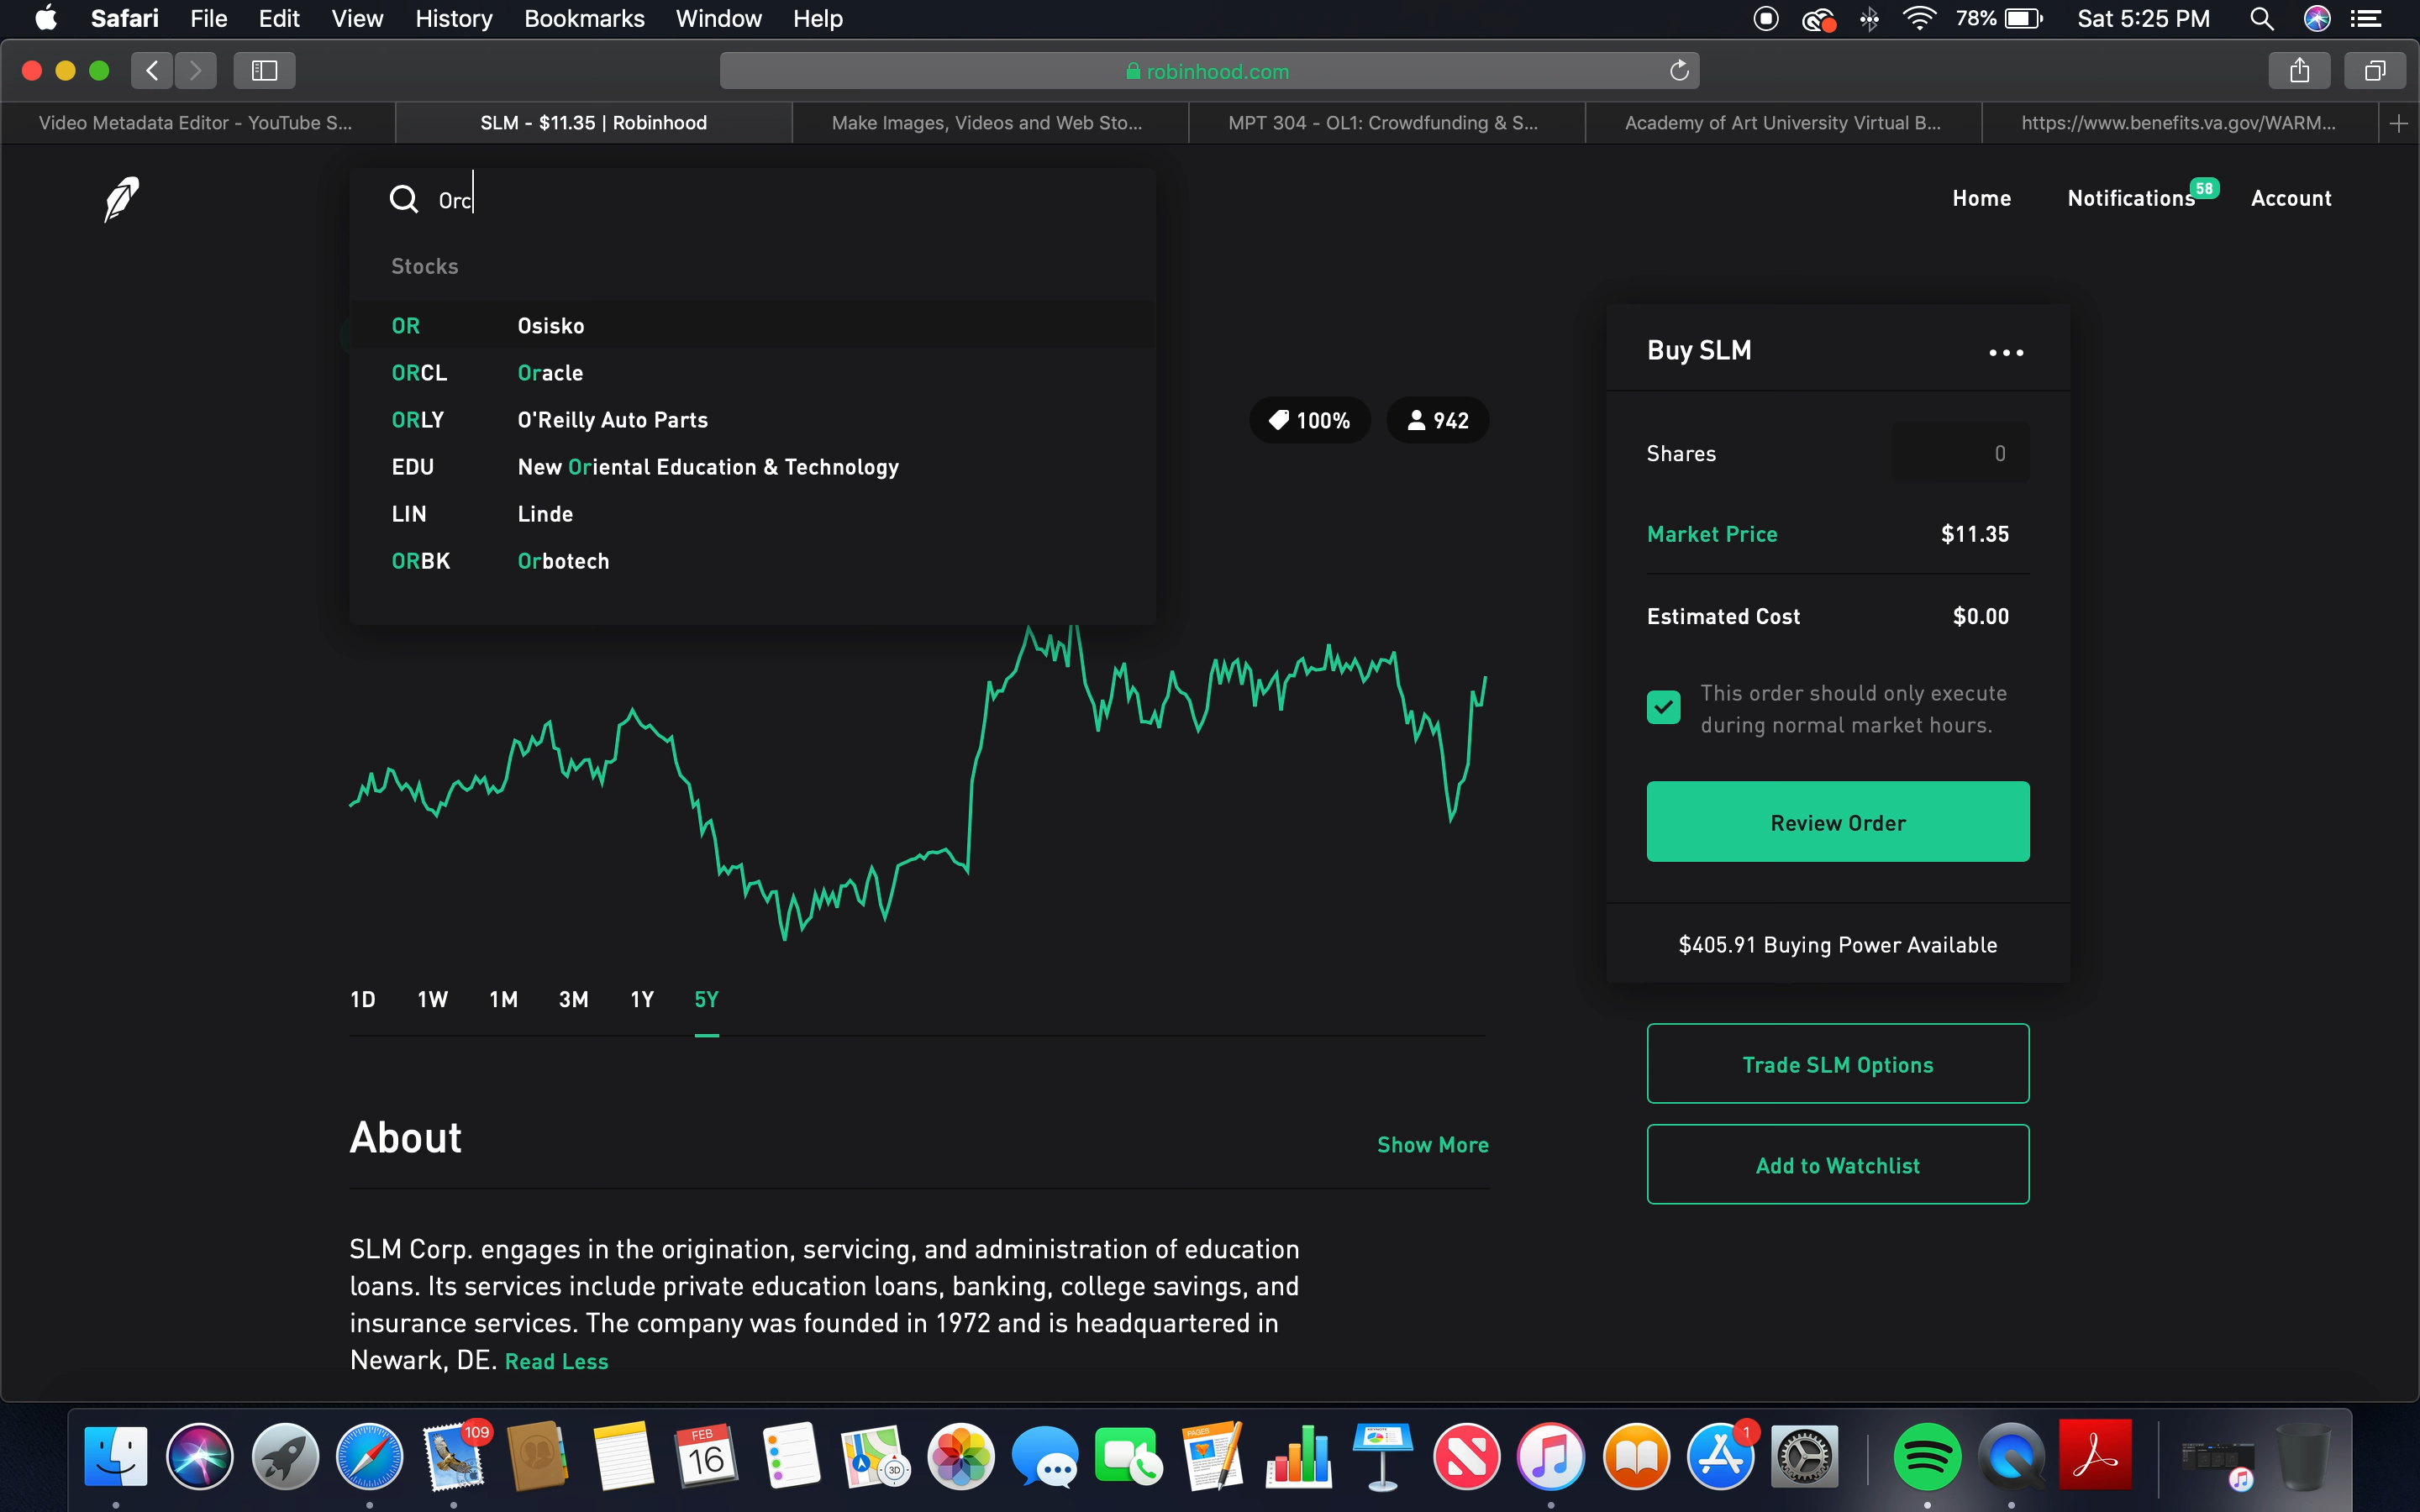 Safari File Edit View History Bookmarks Window Help 78% Sat 5:25 PM
robinhood.com
Video Metadata Editor - YouTube S... SLM - $11.35 | Robinhood Make Images, Videos and Web Sto... MPT 304 - OL1: Crowdfunding & S... Academy of Art University Virtual B... https://www.benefits.va.gov/WARM...
Orc
Home Notifications 58 Account
Stocks
OR Osisko
ORCL Oracle
ORLY O'Reilly Auto Parts
EDU New Oriental Education & Technology
LIN Linde
ORBK Orbotech
100% 942
Buy SLM
Shares 0
Market Price $11.35
Estimated Cost $0.00
This order should only execute
during normal market hours.
Review Order
$405.91 Buying Power Available
1D 1W 1M 3M 1Y 5Y
Trade SLM Options
Add to Watchlist
About Show More
SLM Corp. engages in the origination, servicing, and administration of education
loans. Its services include private education loans, banking, college savings, and
insurance services. The company was founded in 1972 and is headquartered in
Newark, DE. Read Less
109
FEB
16
3D
PAGES
1